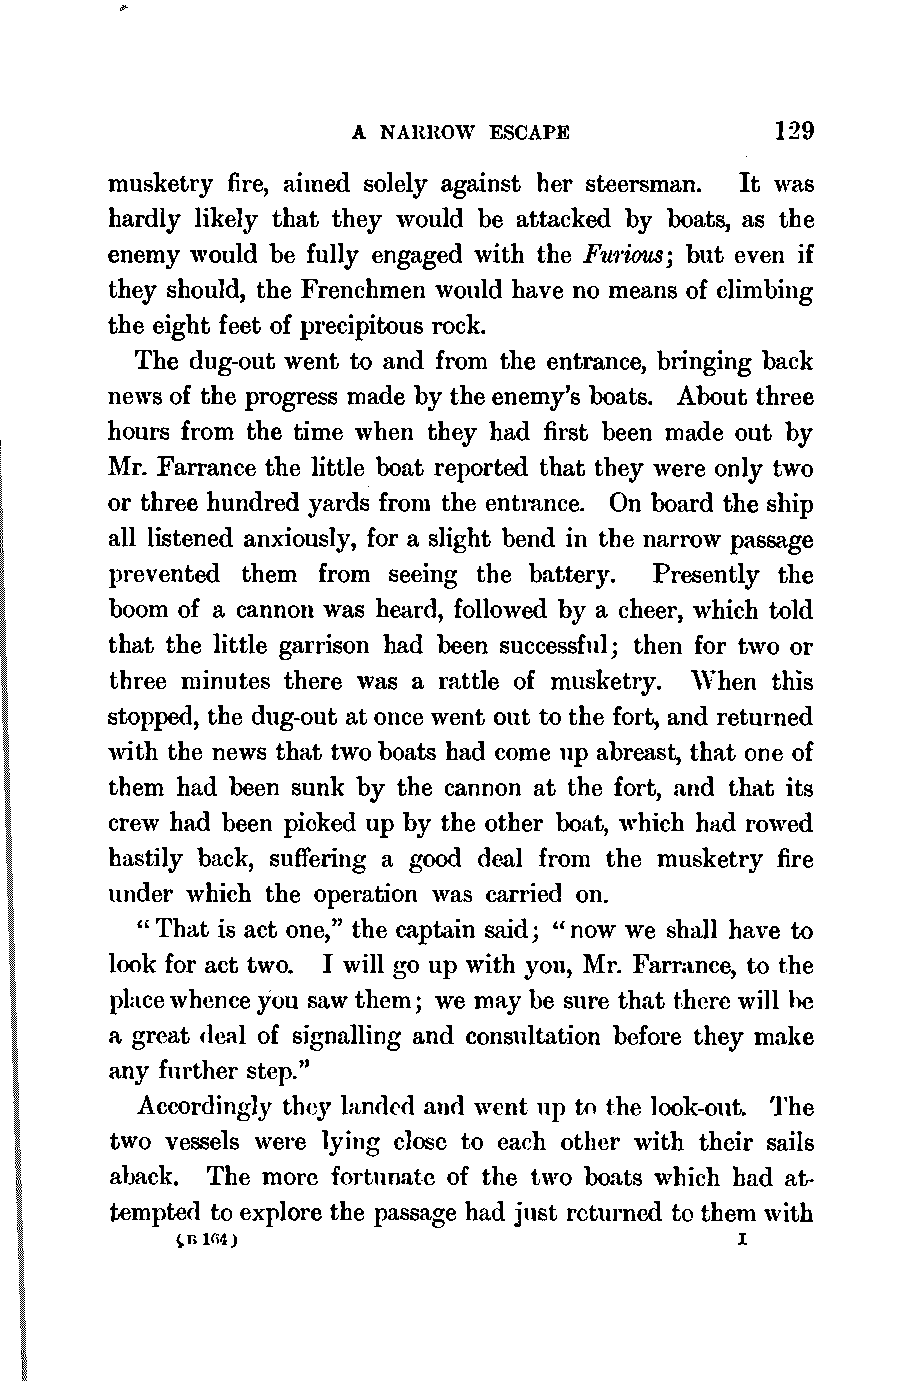 A NARROW ESCAPE 129
musketry fire, aimed solely against her steersman. It was
hardly likely that they would be attacked by boats, as the
enemy would be fully engaged with the Furious; but even if
they should, the Frenchmen would have no means of climbing
the eight feet of precipitous rock.
The dug-out went to and from the entrance, bringing back
news of the progress made by the enemy's boats. About three
hours from the time when they had first been made out by
Mr. Farrance the little boat reported that they were only two
or three hundred yards from the entrance. On board the ship
all listened anxiously, for a slight bend in the narrow passage
prevented them from seeing the battery. Presently the
boom of a cannon was heard, followed by a cheer, which told
that the little garrison had been successful; then for two or
three minutes there was a rattle of musketry. When this
stopped, the dug-out at once went out to the fort, and returned
with the news that two boats had come up abreast, that one of
them had been sunk by the cannon at the fort, and that its
crew had been picked up by the other boat, which had rowed
hastily back, suffering a good deal from the musketry fire
under which the operation was carried on.
"That is act one," the captain said; "now we shall have to
look for act two. I will go up with you, Mr. Farrance, to the
place whence you saw them; we may be sure that there will be
a great deal of signalling and consultation before they make
any further step."
Accordingly they landed and went up to the look-out. The
two vessels were lying close to each other with their sails
aback. The more fortunate of the two boats which had at-
tempted to explore the passage had just returned to them with
(B 164) I